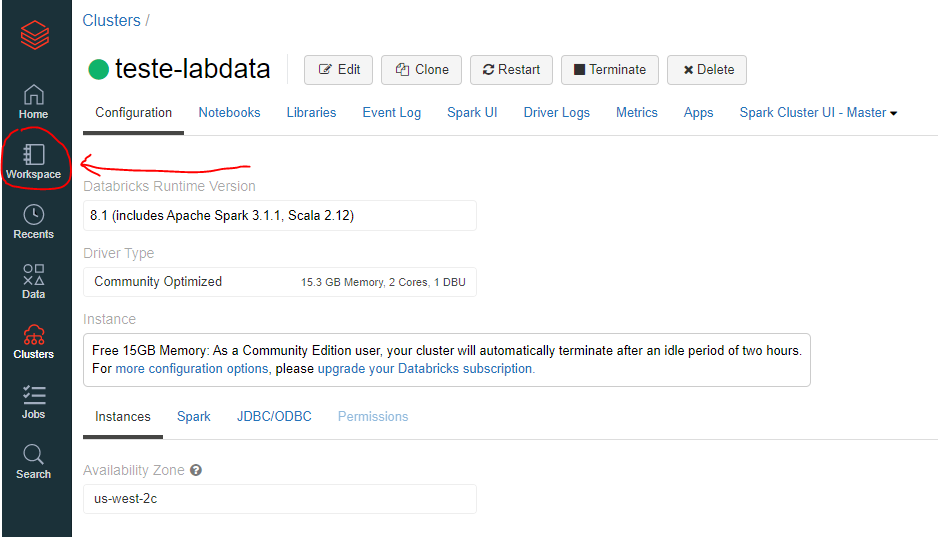 Clusters /
teste-labdata
Edit Clone Restart Terminate Delete
Home
Configuration Notebooks Libraries Event Log Spark UI Driver Logs Metrics Apps Spark Cluster UI - Master
Workspace
Recents
Data
Clusters
Jobs
Search
Databricks Runtime Version
8.1 (includes Apache Spark 3.1.1, Scala 2.12)
Driver Type
Community Optimized 15.3 GB Memory, 2 Cores, 1 DBU
Instance
Free 15GB Memory: As a Community Edition user, your cluster will automatically terminate after an idle period of two hours.
For more configuration options, please upgrade your Databricks subscription.
Instances Spark JDBC/ODBC Permissions
Availability Zone ?
us-west-2c